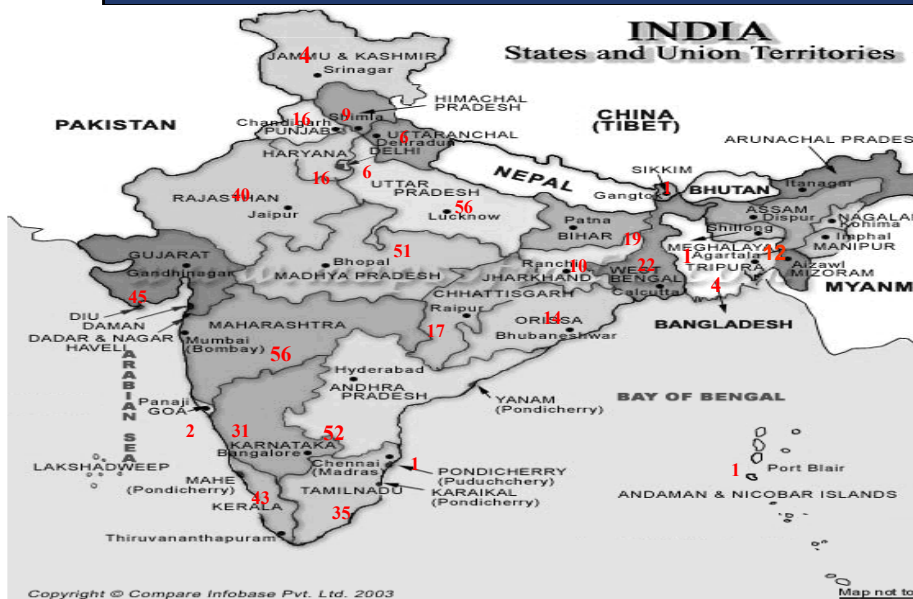 INDIA
States and Union Territories
JAMMU & KASHMIR
4
Srinagar
HIMACHAL
PRADESH
9
Shimla
16
Chandigarh
PUNJAB
CHINA
(TIBET)
PAKISTAN
UTTARANCHAL
6
Dehradun
DELHI
HARYANA
16
6
ARUNACHAL PRADES
SIKKIM
1
NEPAL
Gangtok
BHUTAN
Itanagar
RAJASTHAN
40
Jaipur
UTTAR
PRADESH
56
Lucknow
ASSAM
Dispur
NAGALAN
Kohima
Shillong
Imphal
MANIPUR
Patna
BIHAR
19
MEGHALAYA
1
Agartala
12
TRIPURA
Aizawl
MIZORAM
4
MYANM
GUJARAT
Gandhinagar
45
51
Bhopal
MADHYA PRADESH
Ranchi
10
JHARKHAND
WEST
22
BENGAL
Calcutta
CHHATTISGARH
Raipur
17
ORISSA
14
Bhubaneshwar
BANGLADESH
DIU
DAMAN
DADAR & NAGAR
HAVELI
MAHARASHTRA
Mumbai
(Bombay)
56
ARABIAN SEA
Hyderabad
ANDHRA
PRADESH
52
YANAM
(Pondicherry)
BAY OF BENGAL
Panaji
GOA
2
31
KARNATAKA
Bangalore
LAKSHADWEEP
Chennai
(Madras)
1
PONDICHERRY
(Puduchchery)
MAHE
(Pondicherry)
KARAIKAL
(Pondicherry)
TAMILNADU
35
43
KERALA
Thiruvananthapuram
1
Port Blair
ANDAMAN & NICOBAR ISLANDS
Copyright © Compare Infobase Pvt. Ltd. 2003
Map not to